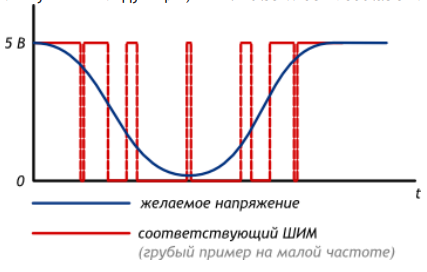 5 В
0
t
желаемое напряжение
соответствующий ШИМ
(грубый пример на малой частоте)